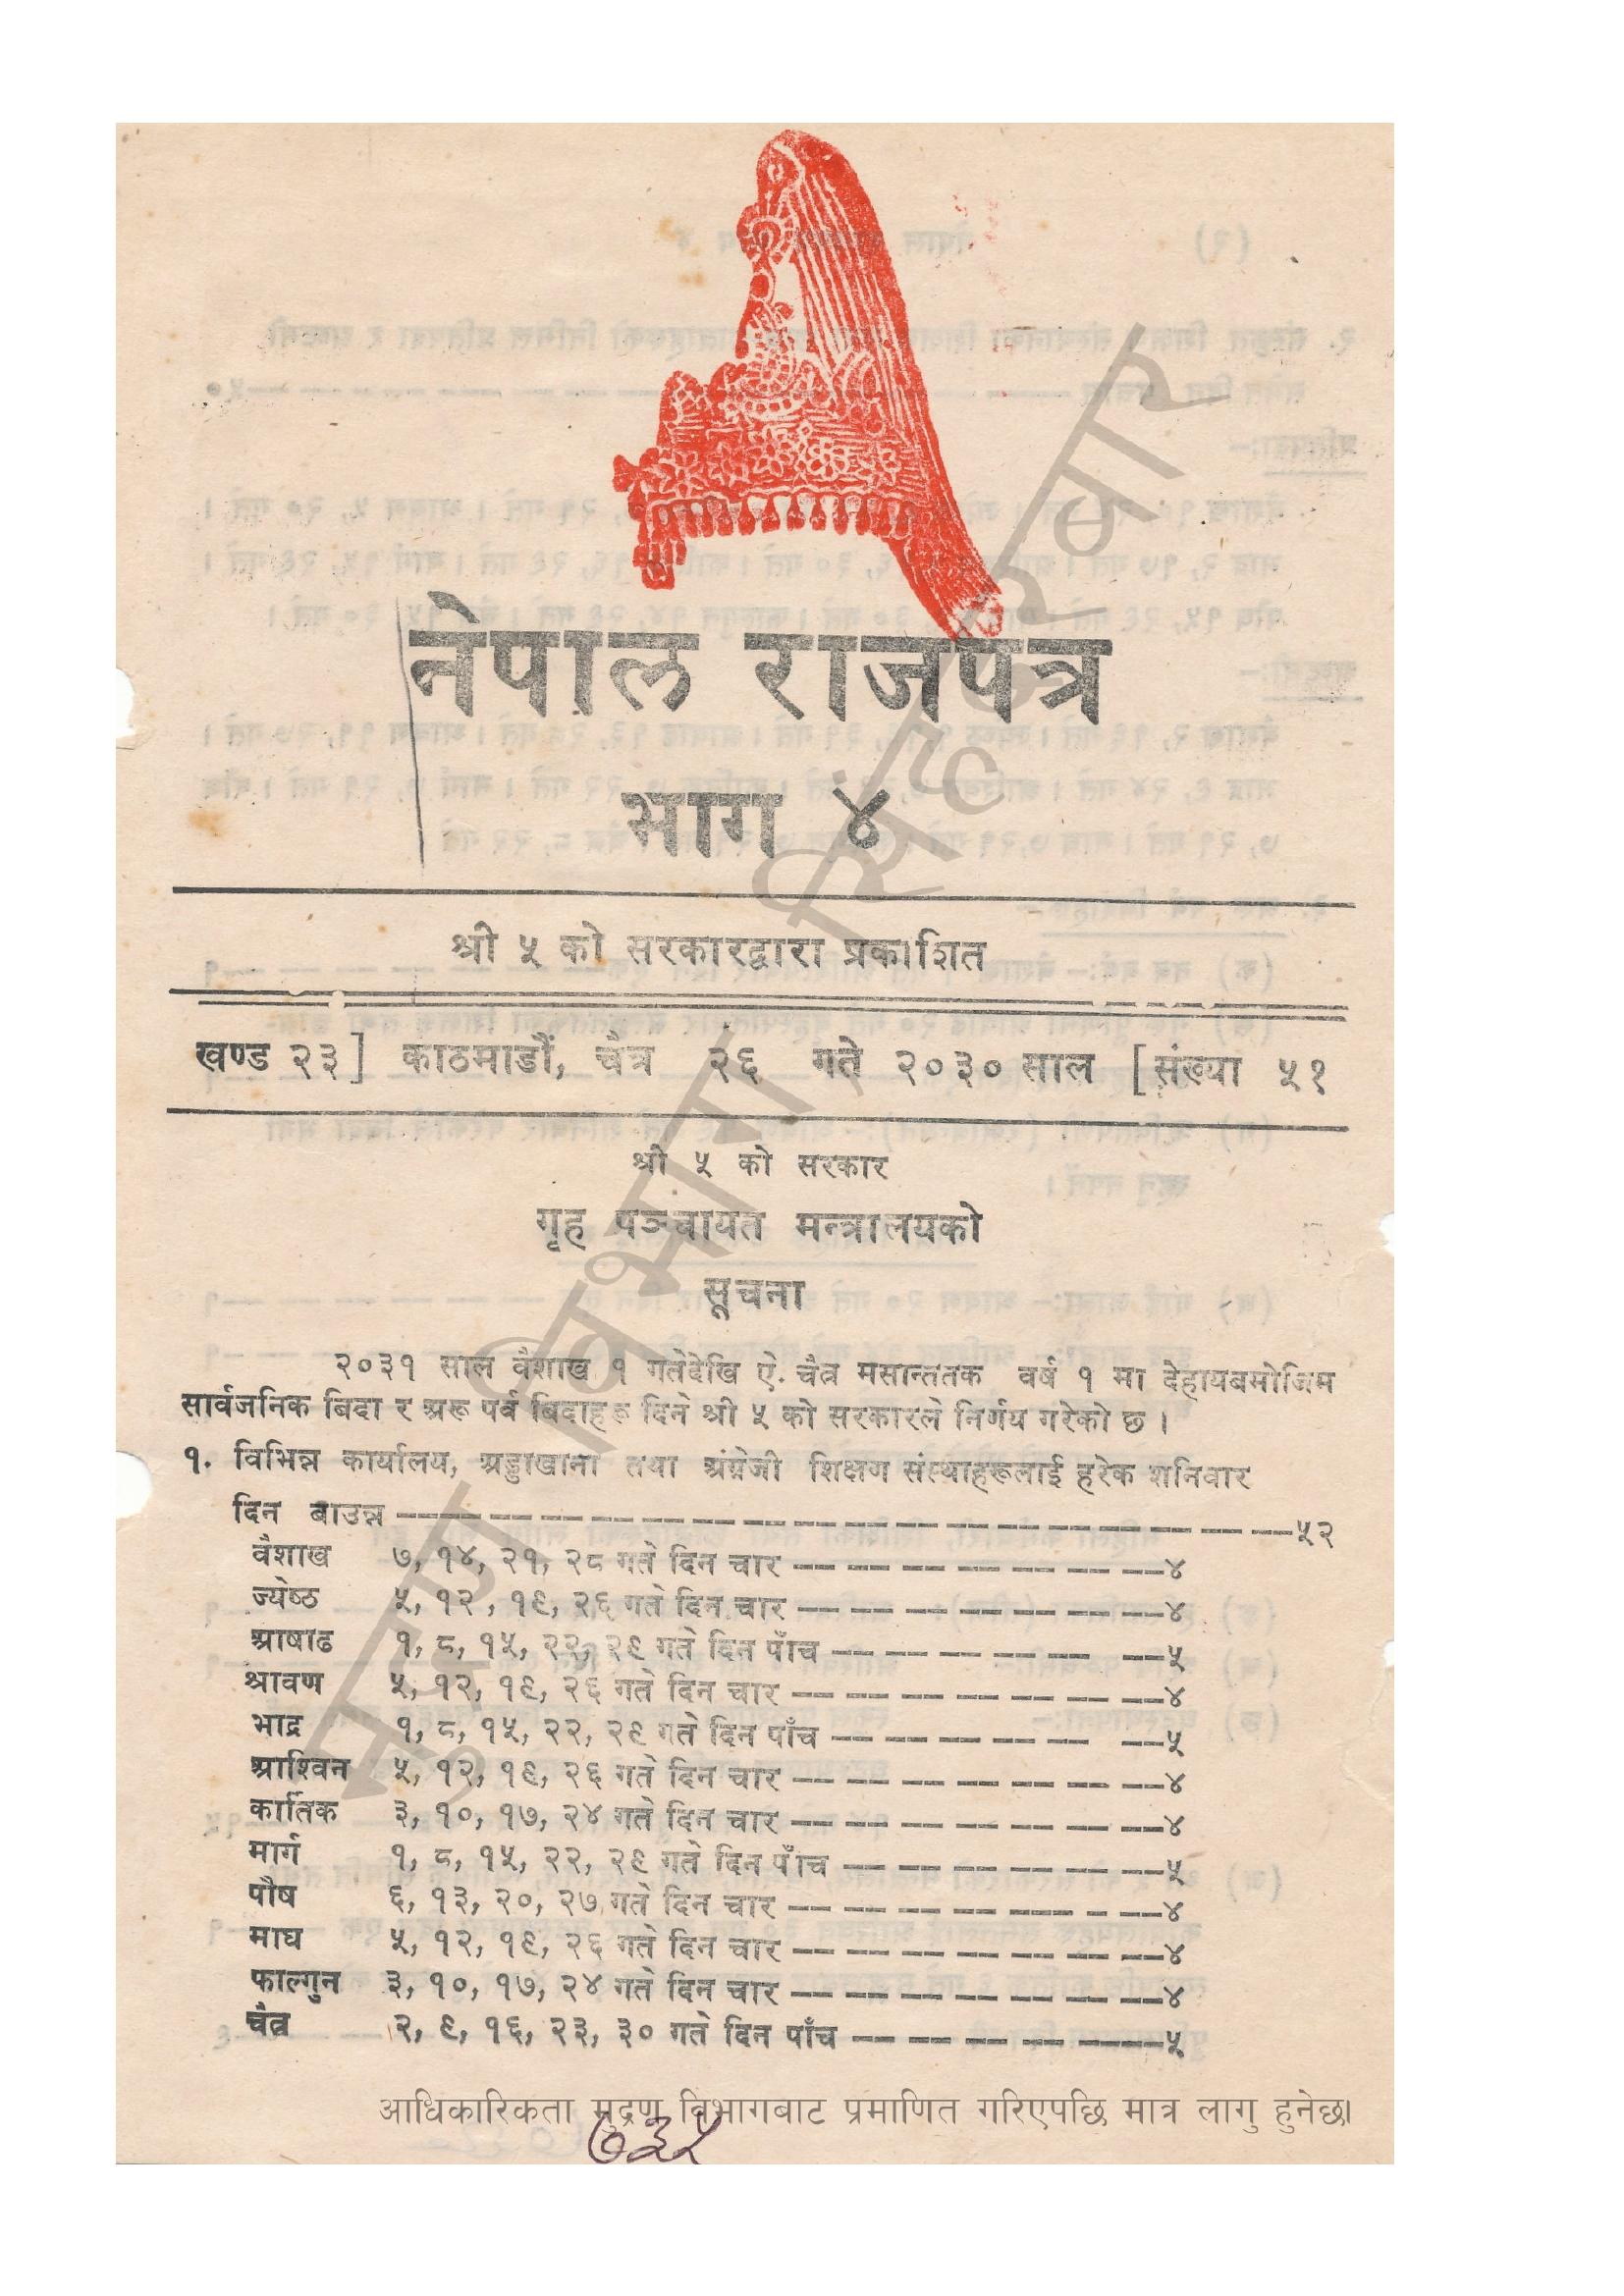 नेपाल राजपत्र
भाग ४
श्री ५ को सरकारद्वारा प्रकाशित
खण्ड २३] काठमाडौं, चैत्र २६ गते २०३० साल [संख्या ५१
श्री ५ को सरकार
गृह पञ्चायत मन्त्रालयको
सूचना
२०३१ साल वैशाख १ गतेदेखि ऐ. चैत्र मसान्ततक वर्ष १ मा देहायबमोजिम
सार्वजनिक बिदा र अरू पर्व बिदाहरू दिने श्री ५ को सरकारले निर्णय गरेको छ ।
१. विभिन्न कार्यालय, अड्डाखाना तथा अंग्रेजी शिक्षण संस्थाहरूलाई हरेक शनिवार
दिन बाउन्न ——————————————५२
वैशाख ७, १४, २१, २८ गते दिन चार ————————४
ज्येष्ठ ५, १२ , १९, २६ गते दिन चार ————————४
आषाढ १, ८, १५, २२, २९ गते दिन पाँच ———————५
श्रावण ५, १२, १९, २६ गते दिन चार ————————४
भाद्र १, ८, १५, २२, २९ गते दिन पाँच ———————५
आश्विन ५, १२, १९, २६ गते दिन चार ————————४
कार्तिक ३, १०, १७, २४ गते दिन चार ————————४
मार्ग १, ८, १५, २२, २९ गते दिन पाँच ———————५
पौष ६, १३, २०, २७ गते दिन चार ————————४
माघ ५, १२, १९, २६ गते दिन चार ————————४
फाल्गुन ३, १०, १७, २४ गते दिन चार ————————४
चैत्र २, ९, १६, २३, ३० गते दिन पाँच ———————५
आधिकारिकता मुद्रण विभागबाट प्रमाणित गरिएपछि मात्र लागु हुनेछ।
७३५
मुद्रण विभाग, सिंहदरबार